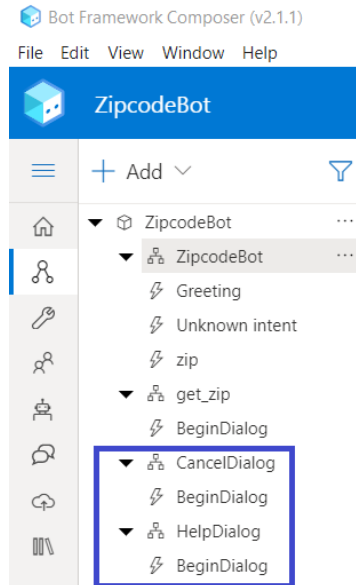 Bot Framework Composer (v2.1.1)
File Edit View Window Help
ZipcodeBot
+ Add
ZipcodeBot ...
ZipcodeBot ...
Greeting
Unknown intent
zip
get_zip
BeginDialog
CancelDialog
BeginDialog
HelpDialog
BeginDialog